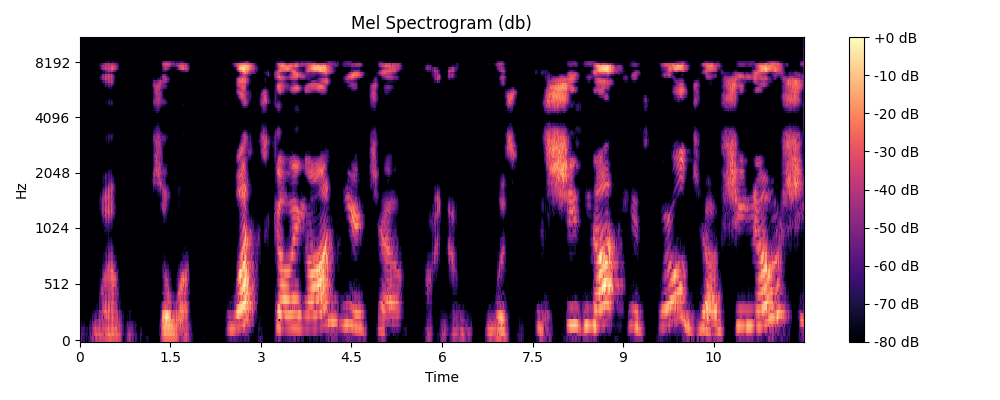 Mel Spectrogram (db)
Hz
8192
4096
2048
1024
512
0
0 1.5 3 4.5 6 7.5 9 10
Time
+0 dB
-10 dB
-20 dB
-30 dB
-40 dB
-50 dB
-60 dB
-70 dB
-80 dB